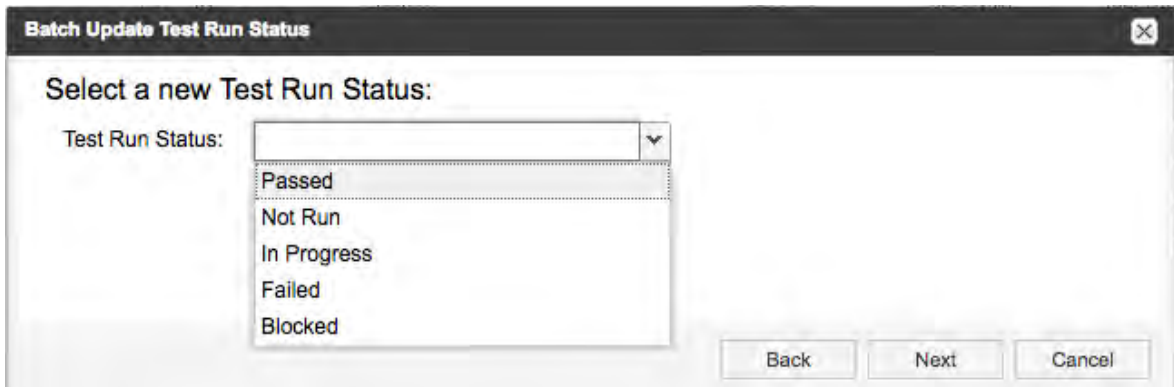 Batch Update Test Run Status
Select a new Test Run Status:
Test Run Status:
Passed
Not Run
In Progress
Failed
Blocked
Back Next Cancel